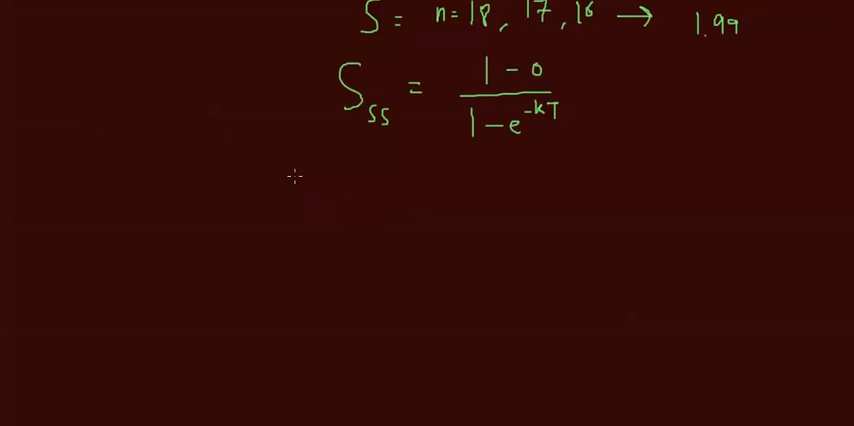 S = n = 18, 17, 16 → 1.99
S_ss = (1 - 0) / (1 - e^-kT)